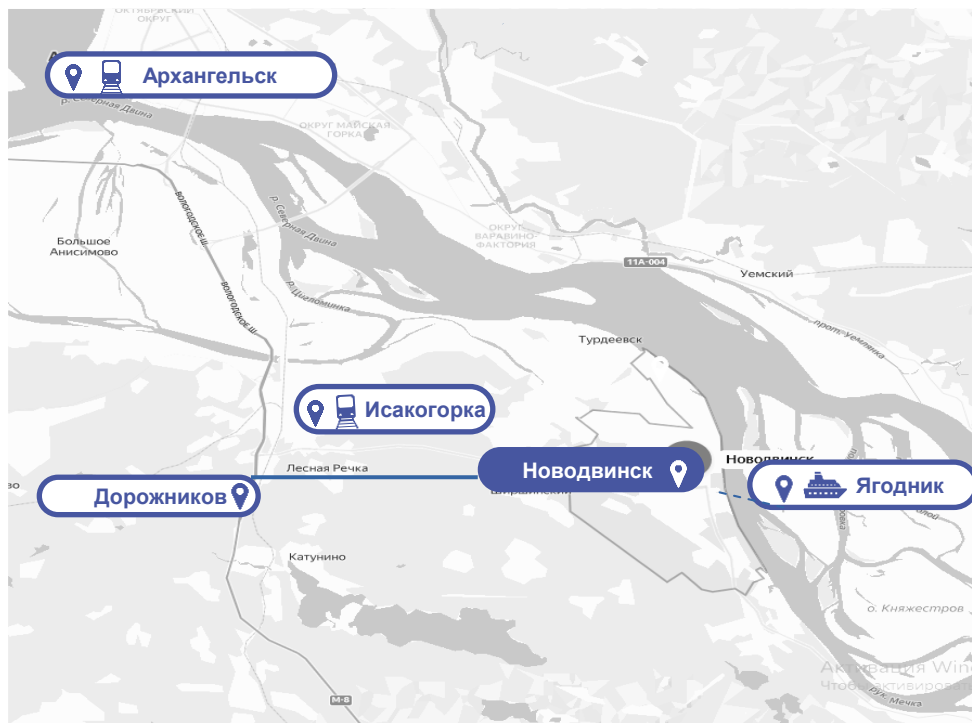 ОКТЯБРЬСКИЙ
ОКРУГ
Архангельск
р. Северная Двина
ОКРУГ МАЙСКАЯ
ГОРКА
ВОЛОГОДСКОЕ Ш.
р. Северная Двина
Большое
Анисимово
ОКРУГ
ВАРАВИНО-
ФАКТОРИЯ
11А-004
Уемский
ВОЛОГОДСКОЕ Ш.
р. Цигломинка
прот. Уемлянка
Турдеевск
Исакогорка
Лесная Речка
Новодвинск
Новодвинск
Ягодник
Дорожников
Ширшинский
Катунино
о. Княжестров
М-8
рук. Мечка
Активация Wind
Чтобы активировать